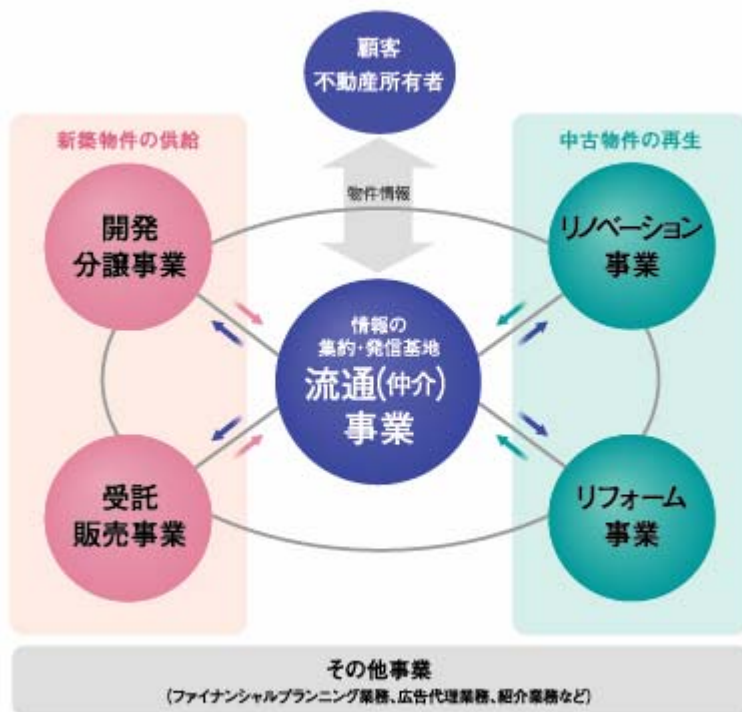 顧客
不動産所有者
新築物件の供給
中古物件の再生
物件情報
開発
分譲事業
リノベーション
事業
情報の
集約・発信基地
流通(仲介)
事業
受託
販売事業
リフォーム
事業
その他事業
(ファイナンシャルプランニング業務、広告代理業務、紹介業務など)